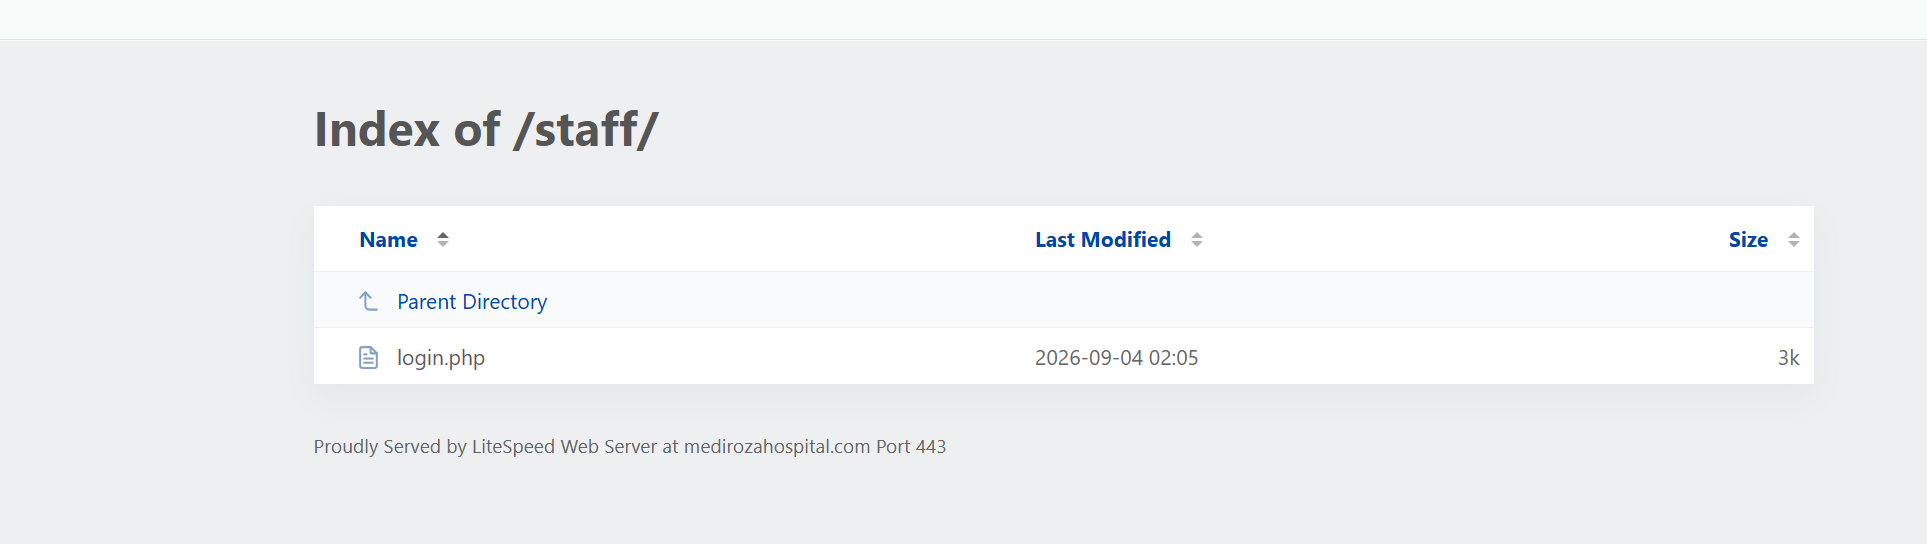 Index of /staff/
Name Last Modified Size
Parent Directory
login.php 2026-09-04 02:05 3k
Proudly Served by LiteSpeed Web Server at medirozahospital.com Port 443